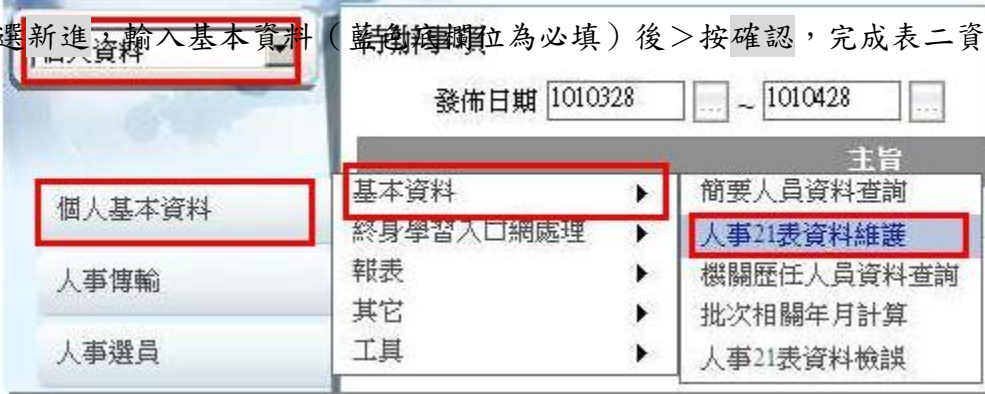 選新進，輸入基本資料（藍色底欄位為必填）後＞按確認，完成表二資
個人資料
待辦事項
發佈日期 1010328 ... ~ 1010428 ...
主旨
個人基本資料
人事傳輸
人事選員
基本資料
終身學習入口網處理
報表
其它
工具
簡要人員資料查詢
人事21表資料維護
機關歷任人員資料查詢
批次相關年月計算
人事21表資料檢誤